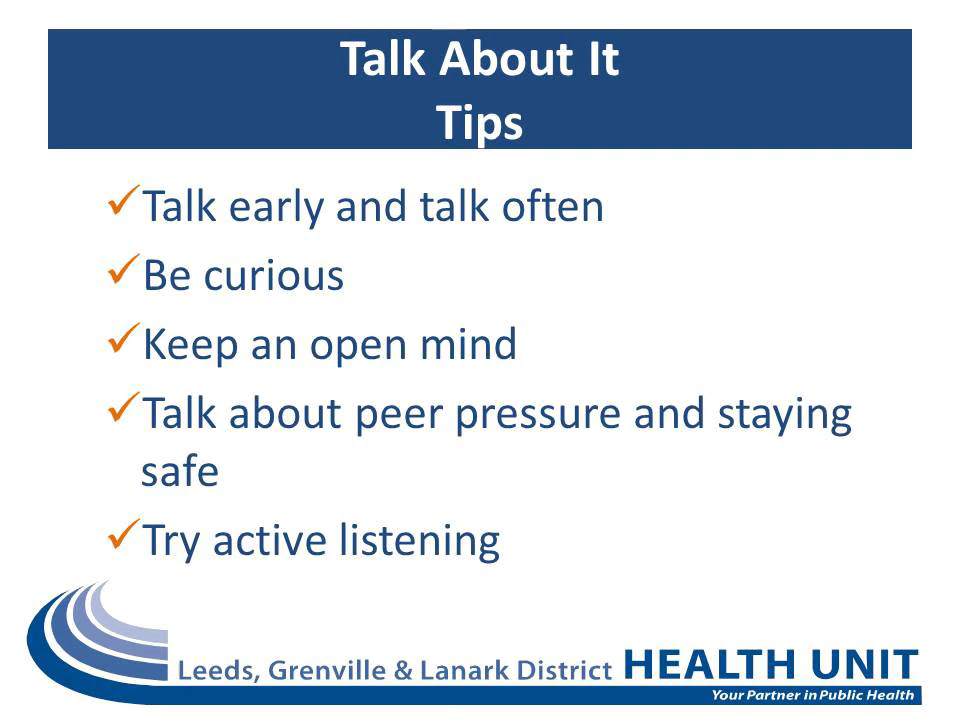 Talk About It
Tips
✓Talk early and talk often
✓Be curious
✓Keep an open mind
✓Talk about peer pressure and staying
safe
✓Try active listening
Leeds, Grenville & Lanark District HEALTH UNIT
Your Partner in Public Health